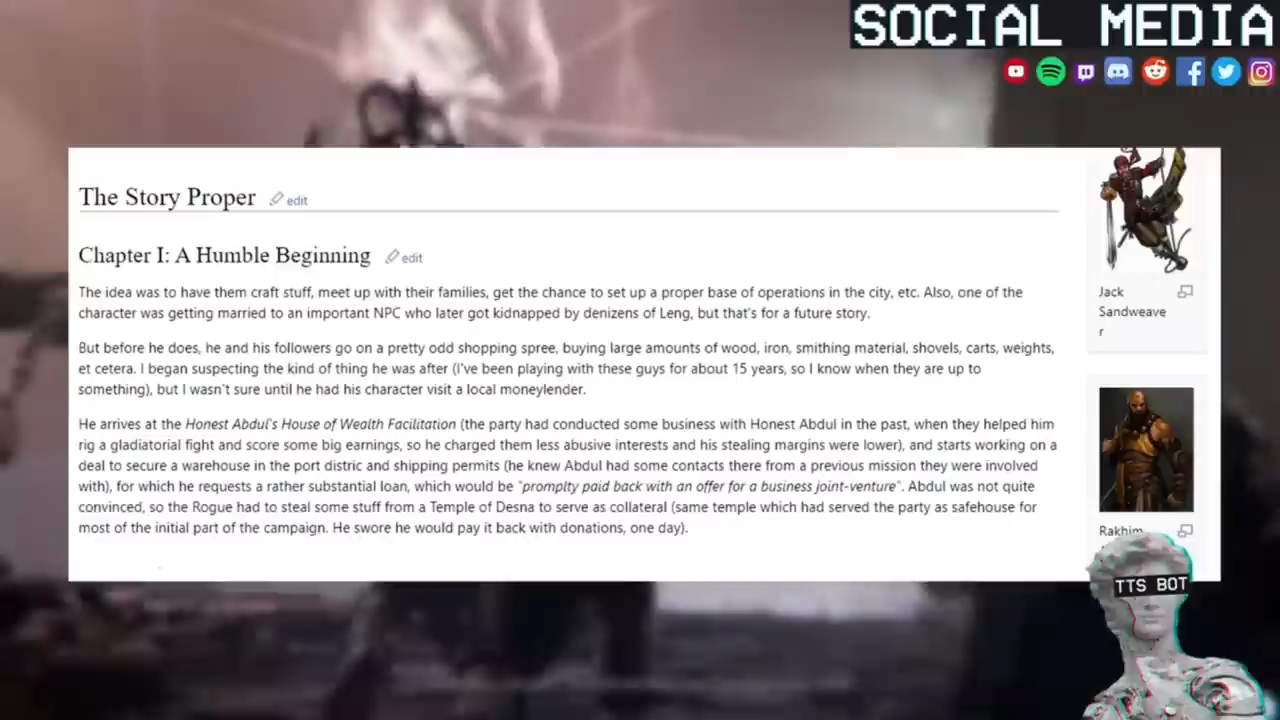 SOCIAL MEDIA
The Story Proper
edit
Chapter I: A Humble Beginning
edit
The idea was to have them craft stuff, meet up with their families, get the chance to set up a proper base of operations in the city, etc. Also, one of the
character was getting married to an important NPC who later got kidnapped by denizens of Leng, but that's for a future story.
But before he does, he and his followers go on a pretty odd shopping spree, buying large amounts of wood, iron, smithing material, shovels, carts, weights,
et cetera. I began suspecting the kind of thing he was after (I've been playing with these guys for about 15 years, so I know when they are up to
something), but I wasn't sure until he had his character visit a local moneylender.
He arrives at the Honest Abdul's House of Wealth Facilitation (the party had conducted some business with Honest Abdul in the past, when they helped him
rig a gladiatorial fight and score some big earnings, so he charged them less abusive interests and his stealing margins were lower), and starts working on a
deal to secure a warehouse in the port distric and shipping permits (he knew Abdul had some contacts there from a previous mission they were involved
with), for which he requests a rather substantial loan, which would be "promplty paid back with an offer for a business joint-venture". Abdul was not quite
convinced, so the Rogue had to steal some stuff from a Temple of Desna to serve as collateral (same temple which had served the party as safehouse for
most of the initial part of the campaign. He swore he would pay it back with donations, one day).
Jack
Sandweave
r
Rakhim
TTS BOT